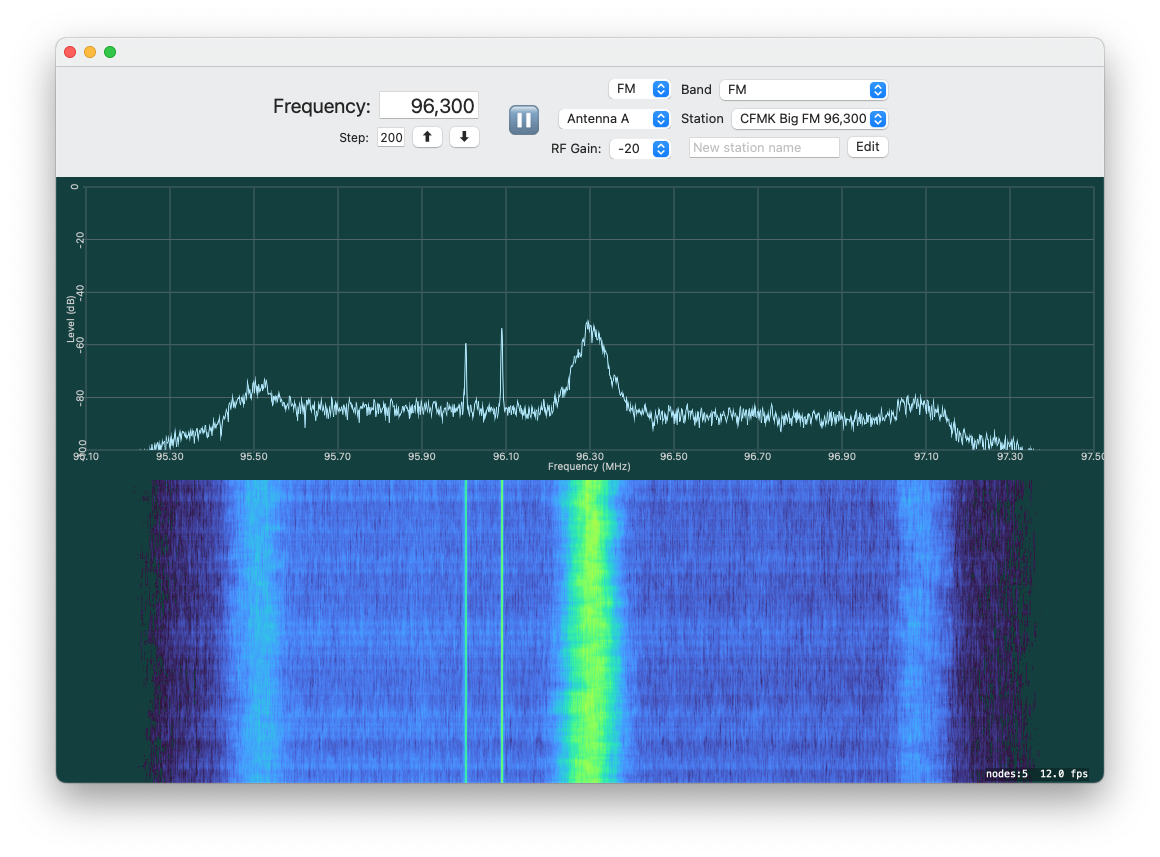 FM Band FM
Frequency: 96,300
Antenna A Station CFMK Big FM 96,300
Step: 200
RF Gain: -20 New station name Edit
0
-20
-40
Level (dB)
-60
-80
95.30 95.50 95.70 95.90 96.10 96.30 96.50 96.70 96.90 97.10 97.30 97.50
Frequency (MHz)
nodes:5 12.0 fps